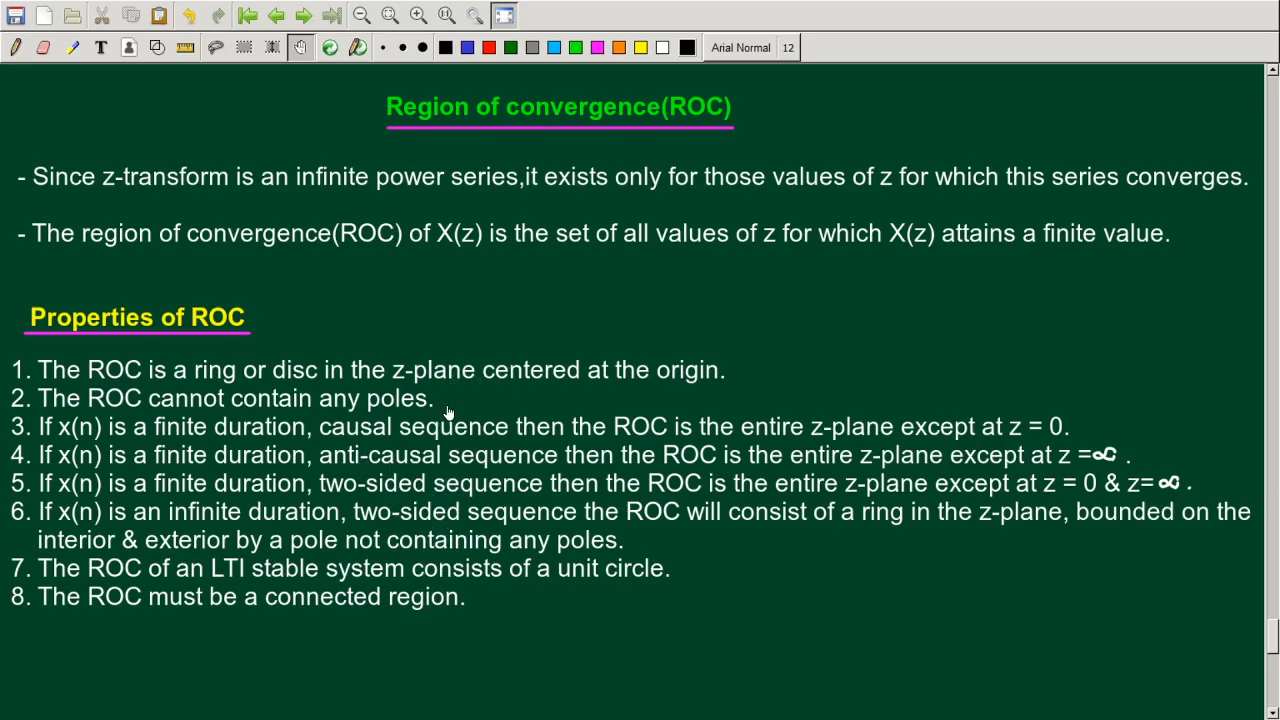 Arial Normal 12
Region of convergence(ROC)
- Since z-transform is an infinite power series,it exists only for those values of z for which this series converges.
- The region of convergence(ROC) of X(z) is the set of all values of z for which X(z) attains a finite value.
Properties of ROC
1. The ROC is a ring or disc in the z-plane centered at the origin.
2. The ROC cannot contain any poles.
3. If x(n) is a finite duration, causal sequence then the ROC is the entire z-plane except at z = 0.
4. If x(n) is a finite duration, anti-causal sequence then the ROC is the entire z-plane except at z =∞ .
5. If x(n) is a finite duration, two-sided sequence then the ROC is the entire z-plane except at z = 0 & z=∞ .
6. If x(n) is an infinite duration, two-sided sequence the ROC will consist of a ring in the z-plane, bounded on the
interior & exterior by a pole not containing any poles.
7. The ROC of an LTI stable system consists of a unit circle.
8. The ROC must be a connected region.